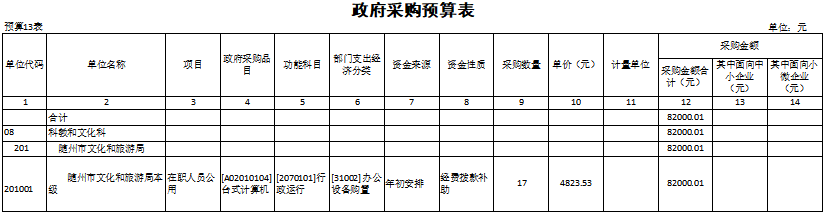 政府采购预算表
预算13表 单位：元
单位代码 单位名称 项目 政府采购品目 功能科目 部门支出经济分类 资金来源 资金性质 采购数量 单价（元） 计量单位 采购金额
采购金额合计（元） 其中面向中小企业（元） 其中面向小微企业（元）
1 2 3 4 5 6 7 8 9 10 11 12 13 14
合计 82000.01
08 科教和文化科 82000.01
201 随州市文化和旅游局 82000.01
201001 随州市文化和旅游局本级 在职人员公用 [A02010104]台式计算机 [2070101]行政运行 [31002]办公设备购置 年初安排 经费拨款补助 17 4823.53 82000.01